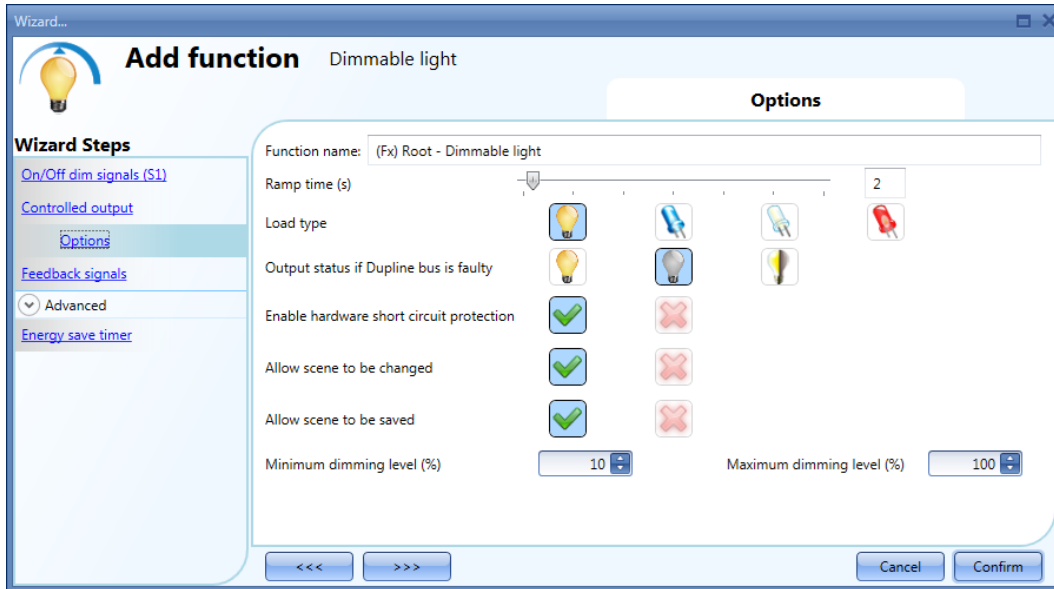 Wizard...
Add function Dimmable light
Options
Wizard Steps
On/Off dim signals (S1)
Controlled output
Options
Feedback signals
Advanced
Energy save timer
Function name: (Fx) Root - Dimmable light
Ramp time (s) 2
Load type
Output status if Dupline bus is faulty
Enable hardware short circuit protection
Allow scene to be changed
Allow scene to be saved
Minimum dimming level (%) 10 Maximum dimming level (%) 100
<<< >>> Cancel Confirm